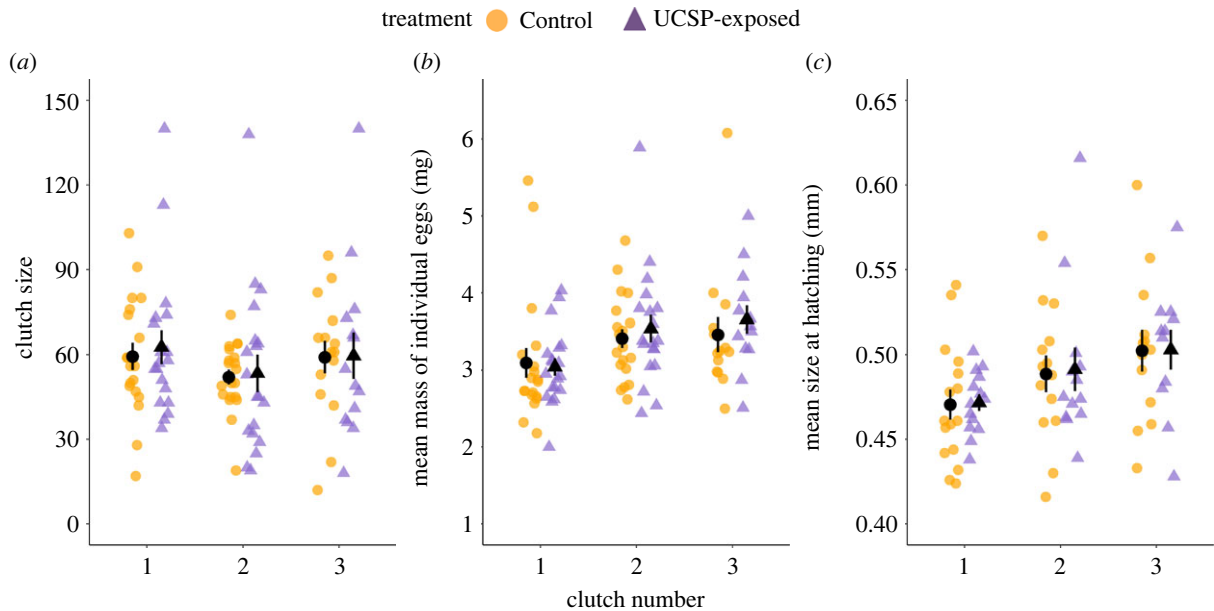 treatment Control UCSP-exposed
(a) (b) (c)
clutch size
150
120
90
60
30
0
1 2 3
mean mass of individual eggs (mg)
6
5
4
3
2
1
1 2 3
mean size at hatching (mm)
0.65
0.60
0.55
0.50
0.45
0.40
1 2 3
clutch number